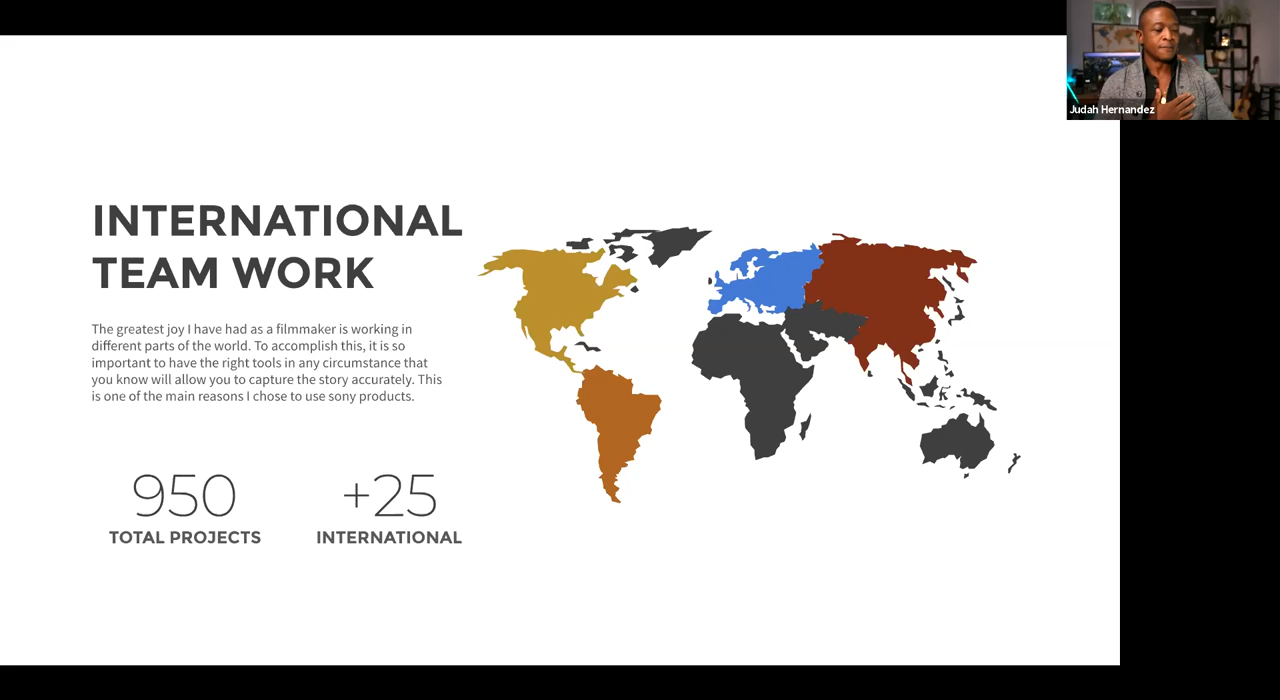 Judah Hernandez
INTERNATIONAL
TEAM WORK
The greatest joy I have had as a filmmaker is working in
different parts of the world. To accomplish this, it is so
important to have the right tools in any circumstance that
you know will allow you to capture the story accurately. This
is one of the main reasons I chose to use sony products.
950
+25
TOTAL PROJECTS
INTERNATIONAL